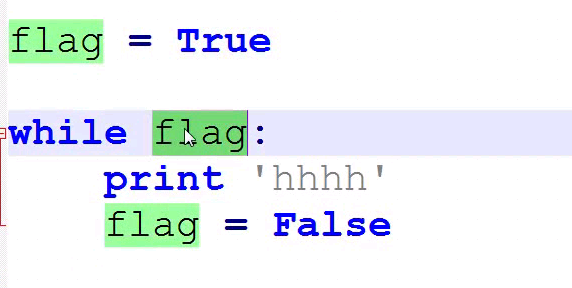 flag = True
while flag:
    print 'hhhh'
    flag = False